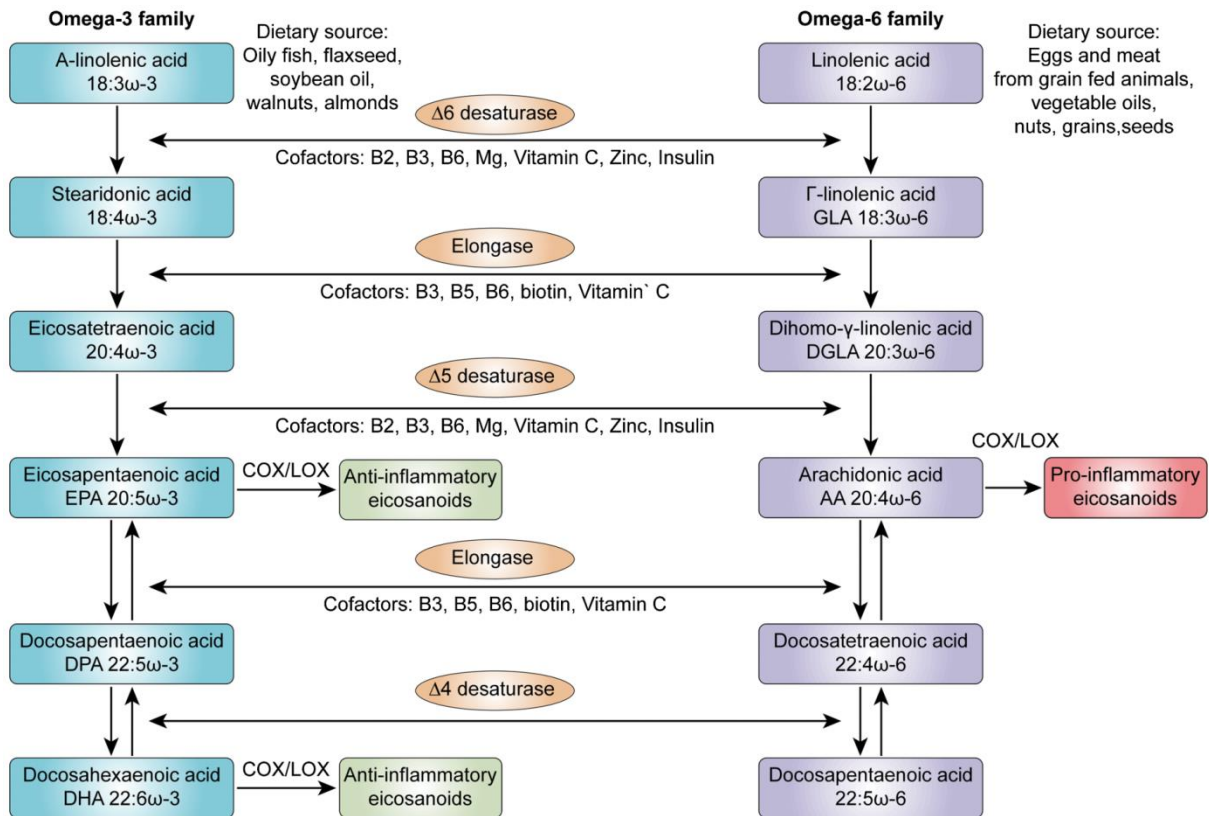 Omega-3 family
Omega-6 family
A-linolenic acid
18:3ω-3
Dietary source:
Oily fish, flaxseed,
soybean oil,
walnuts, almonds
Linolenic acid
18:2ω-6
Dietary source:
Eggs and meat
from grain fed animals,
vegetable oils,
nuts, grains,seeds
Δ6 desaturase
Cofactors: B2, B3, B6, Mg, Vitamin C, Zinc, Insulin
Stearidonic acid
18:4ω-3
Γ-linolenic acid
GLA 18:3ω-6
Elongase
Cofactors: B3, B5, B6, biotin, Vitamin` C
Eicosatetraenoic acid
20:4ω-3
Dihomo-γ-linolenic acid
DGLA 20:3ω-6
Δ5 desaturase
Cofactors: B2, B3, B6, Mg, Vitamin C, Zinc, Insulin
Eicosapentaenoic acid
EPA 20:5ω-3
COX/LOX
Anti-inflammatory
eicosanoids
Arachidonic acid
AA 20:4ω-6
COX/LOX
Pro-inflammatory
eicosanoids
Elongase
Cofactors: B3, B5, B6, biotin, Vitamin C
Docosapentaenoic acid
DPA 22:5ω-3
Docosatetraenoic acid
22:4ω-6
Δ4 desaturase
Docosahexaenoic acid
DHA 22:6ω-3
COX/LOX
Anti-inflammatory
eicosanoids
Docosapentaenoic acid
22:5ω-6